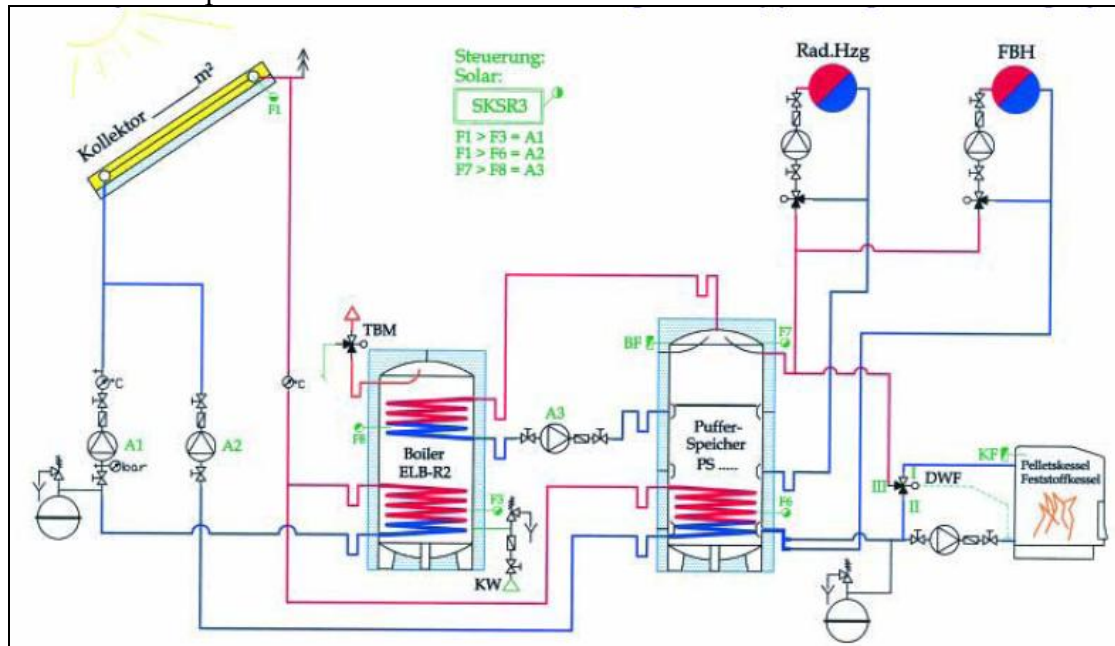 Kollektor ______ m²
F1
Steuerung:
Solar:
SKSR3
F1 > F3 = A1
F1 > F6 = A2
F7 > F8 = A3
Rad.Hzg
FBH
TBM
BF
F7
°C
°C
A1
A2
bar
F8
Boiler
ELB-R2
A3
Puffer-
Speicher
PS .....
F3
F6
KW
KF
I
III
DWF
II
Pelletskessel
Feststoffkessel